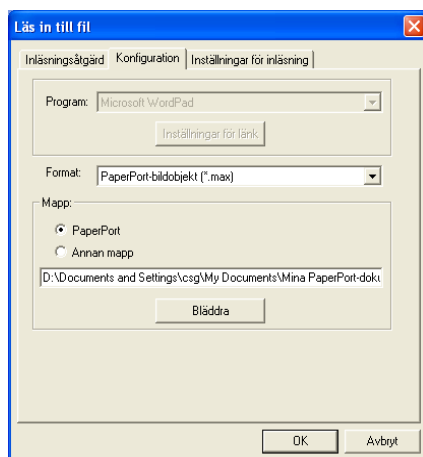 Läs in till fil
Inläsningsåtgärd Konfiguration Inställningar för inläsning
Program: Microsoft WordPad
Inställningar för länk
Format: PaperPort-bildobjekt (*.max)
Mapp:
PaperPort
Annan mapp
D:\Documents and Settings\csg\My Documents\Mina PaperPort-doku
Bläddra
OK Avbryt